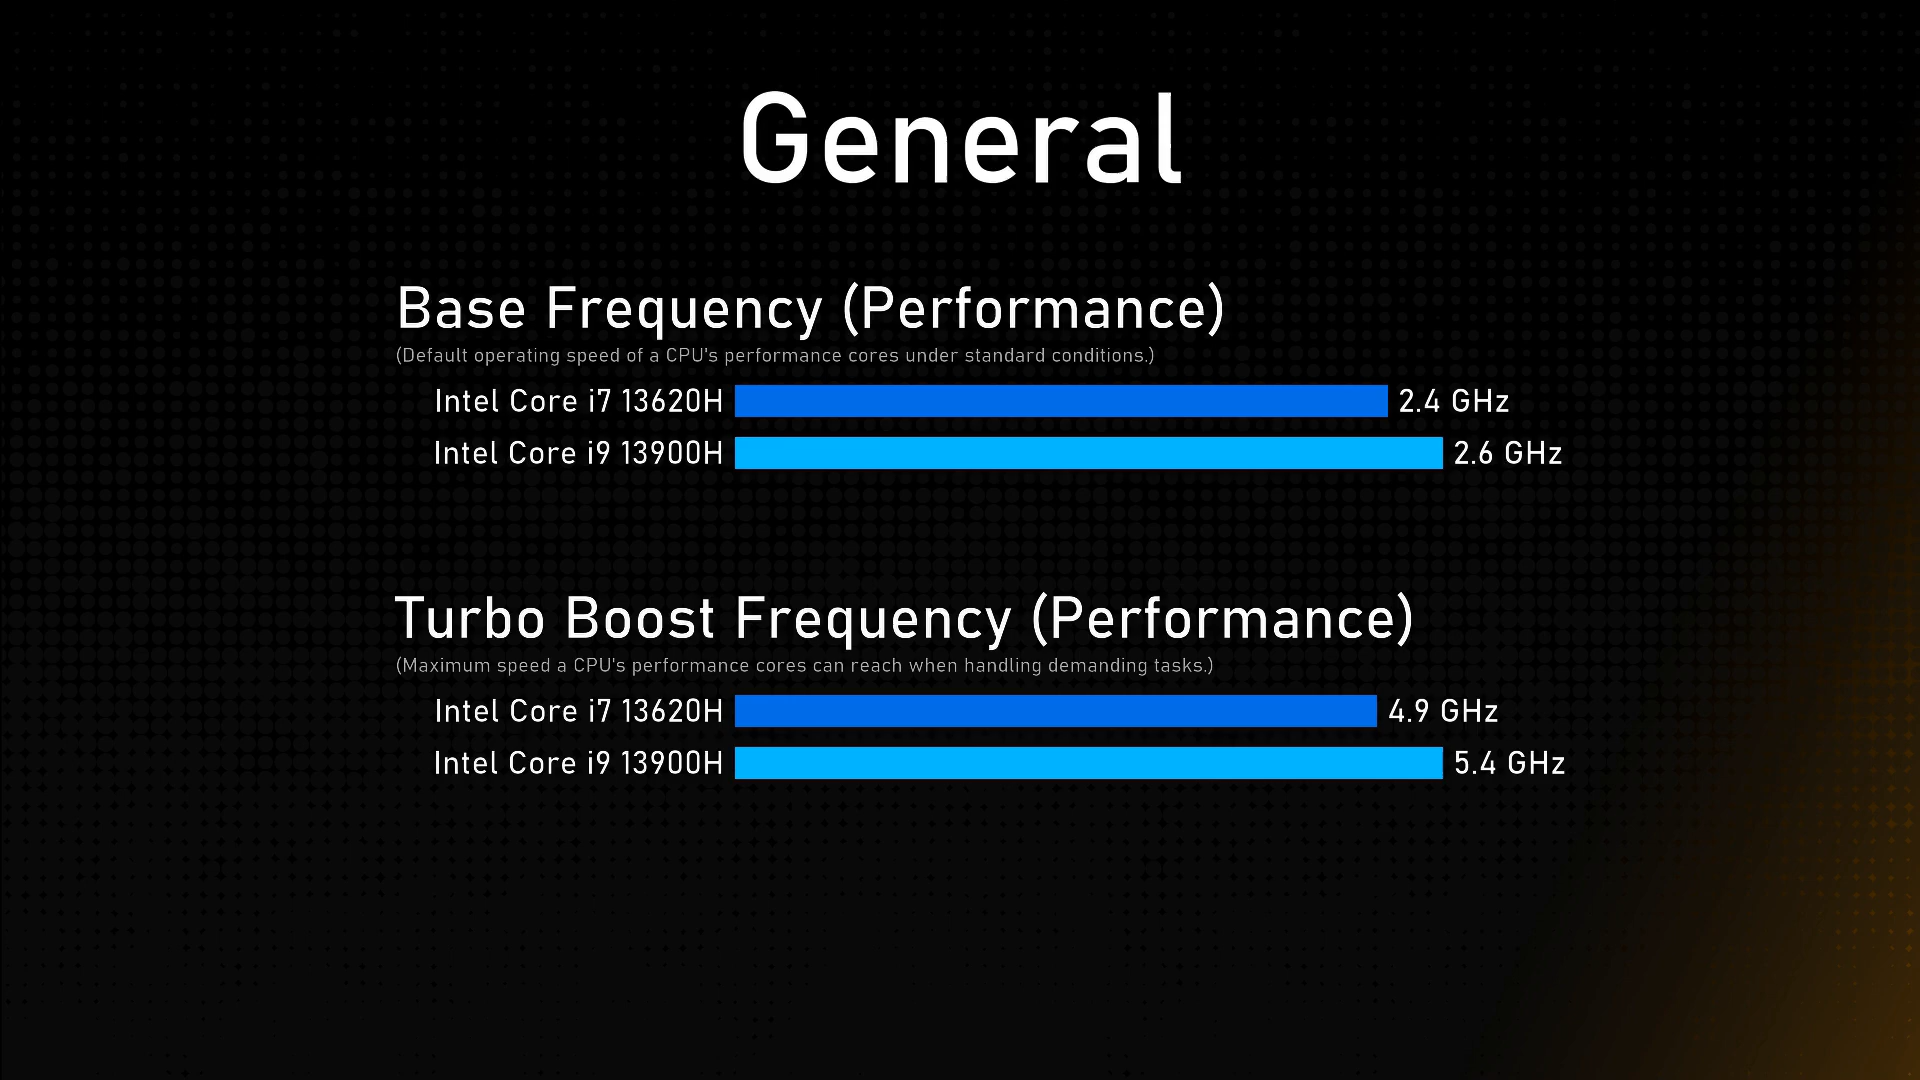 General
Base Frequency (Performance)
(Default operating speed of a CPU's performance cores under standard conditions.)
Intel Core i7 13620H 2.4 GHz
Intel Core i9 13900H 2.6 GHz
Turbo Boost Frequency (Performance)
(Maximum speed a CPU's performance cores can reach when handling demanding tasks.)
Intel Core i7 13620H 4.9 GHz
Intel Core i9 13900H 5.4 GHz